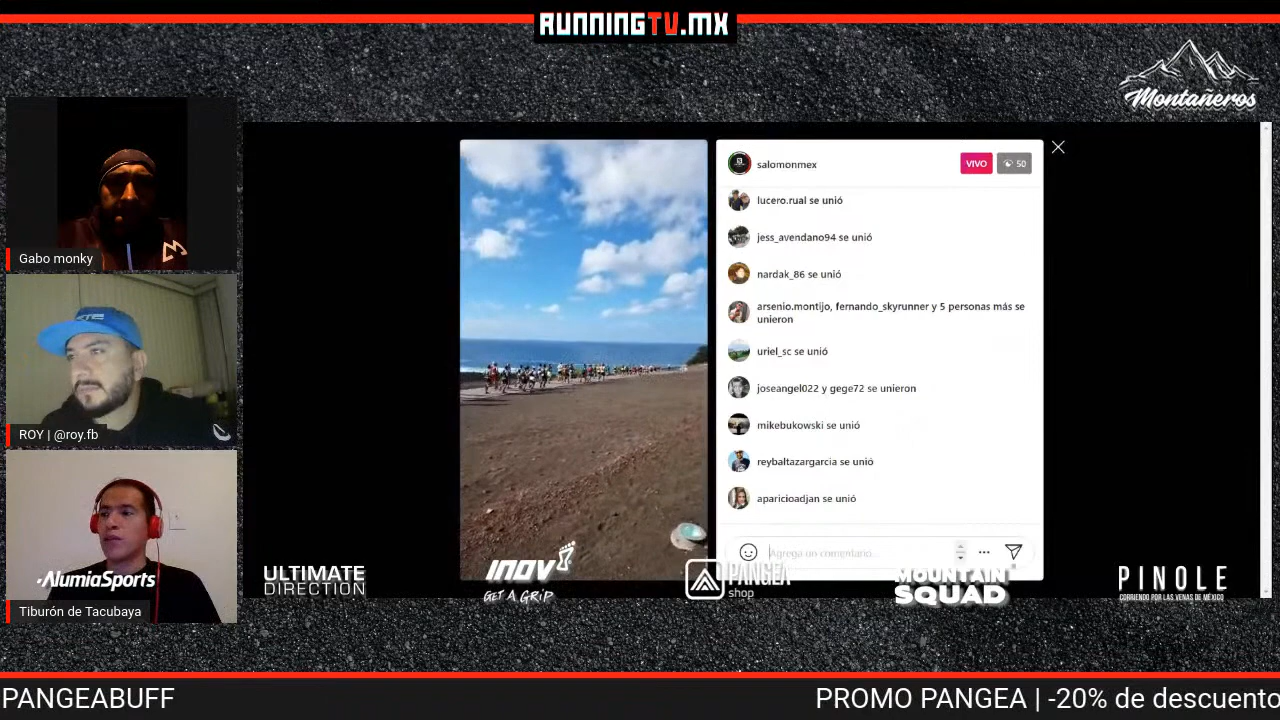 RUNNINGTV.MX
Montañeros
Gabo monky
ROY | @roy.fb
AlumiaSports
Tiburón de Tacubaya
salomonmex
VIVO
50
lucero.rual se unió
jess_avendano94 se unió
nardak_86 se unió
arsenio.montijo, fernando_skyrunner y 5 personas más se
unieron
uriel_sc se unió
joseangel022 y gege72 se unieron
mikebukowski se unió
reybaltazargarcia se unió
aparicioadjan se unió
Agrega un comentario...
ULTIMATE
DIRECTION
INOV8
GET A GRIP
PANGEA
shop
MOUNTAIN
SQUAD
PINOLE
CORRIENDO POR LAS VENAS DE MÉXICO
PANGEABUFF
PROMO PANGEA | -20% de descuento